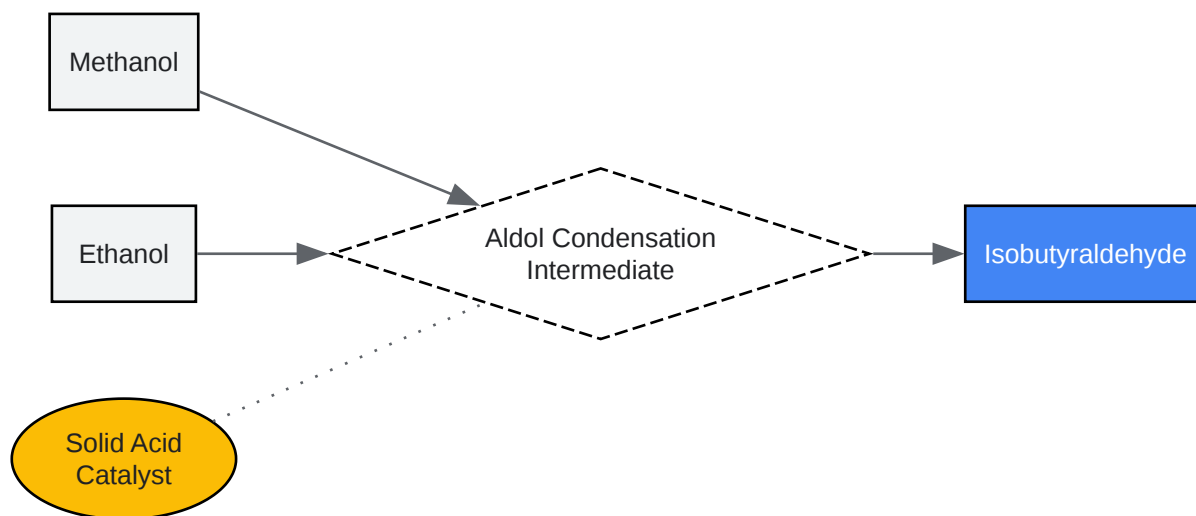 Methanol
Ethanol
Aldol Condensation
Intermediate
Isobutyraldehyde
Solid Acid
Catalyst